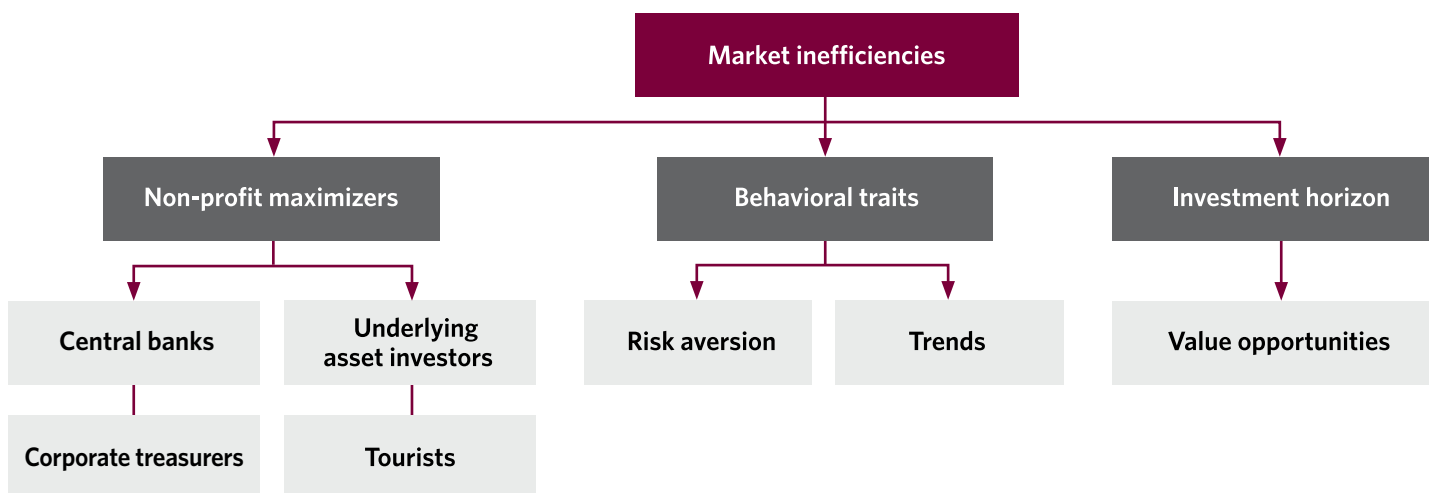 Market inefficiencies
Non-profit maximizers
Behavioral traits
Investment horizon
Central banks
Underlying
asset investors
Risk aversion
Trends
Value opportunities
Corporate treasurers
Tourists